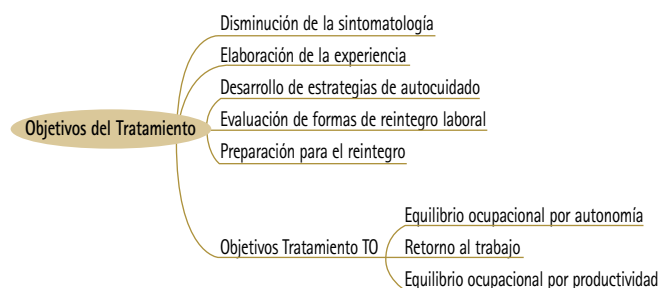 Disminución de la sintomatología
Elaboración de la experiencia
Desarrollo de estrategias de autocuidado
Objetivos del Tratamiento
Evaluación de formas de reintegro laboral
Preparación para el reintegro
Objetivos Tratamiento TO
Equilibrio ocupacional por autonomía
Retorno al trabajo
Equilibrio ocupacional por productividad